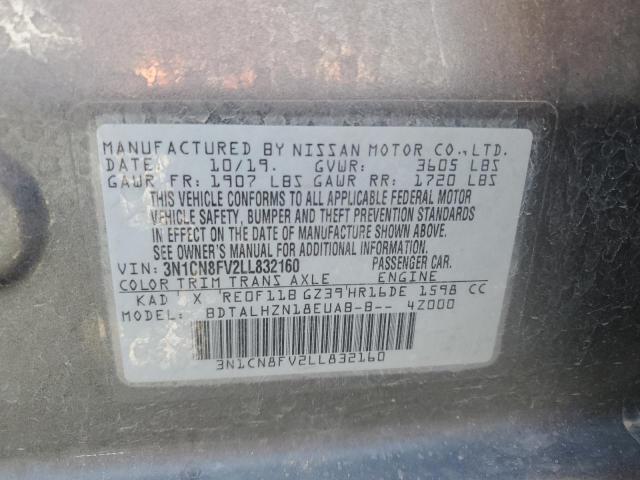 MANUFACTURED BY NISSAN MOTOR CO.,LTD.
DATE: 10/19. GVWR: 3605 LBS
GAWR FR: 1907 LBS GAWR RR: 1720 LBS
THIS VEHICLE CONFORMS TO ALL APPLICABLE FEDERAL MOTOR
VEHICLE SAFETY, BUMPER AND THEFT PREVENTION STANDARDS
IN EFFECT ON THE DATE OF MANUFACTURE SHOWN ABOVE.
SEE OWNER'S MANUAL FOR ADDITIONAL INFORMATION.
VIN: 3N1CN8FV2LL832160 PASSENGER CAR.
COLOR TRIM TRANS AXLE ENGINE
KAD X RE0F11B GZ39 HR16DE 1598 CC
MODEL: BDTALHZN18EUAB-B-- 4Z000
3N1CN8FV2LL832160